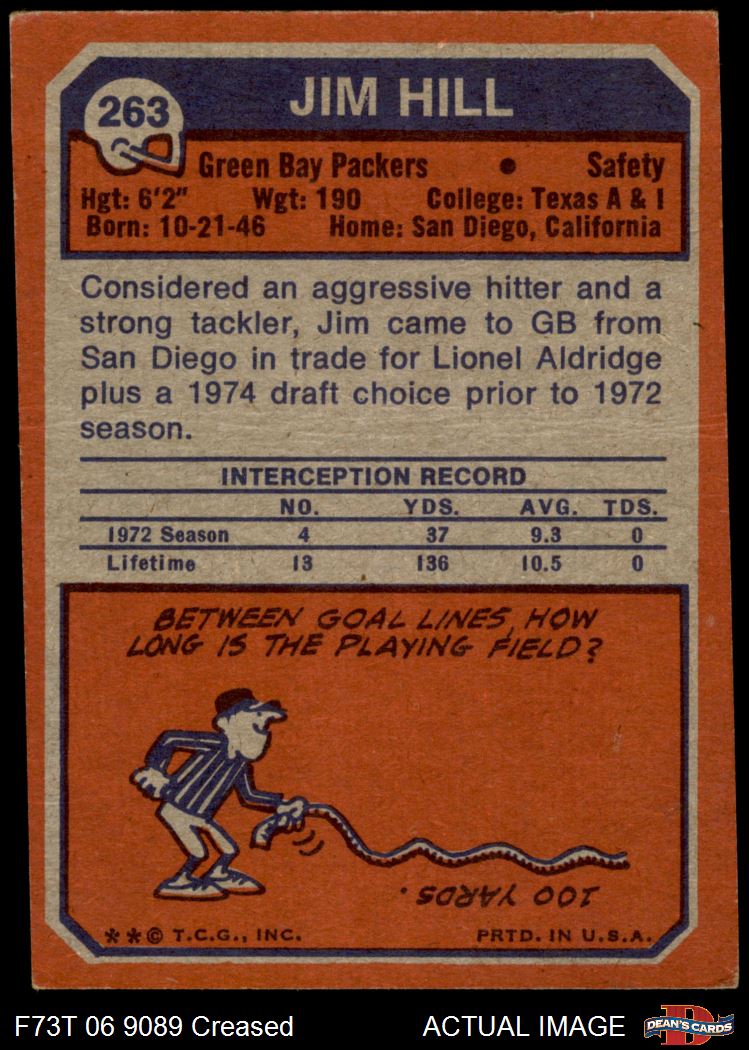 263
JIM HILL
Green Bay Packers • Safety
Hgt: 6'2" Wgt: 190 College: Texas A & I
Born: 10-21-46 Home: San Diego, California
Considered an aggressive hitter and a
strong tackler, Jim came to GB from
San Diego in trade for Lionel Aldridge
plus a 1974 draft choice prior to 1972
season.
INTERCEPTION RECORD
NO. YDS. AVG. TDS.
1972 Season 4 37 9.3 0
Lifetime 13 136 10.5 0
BETWEEN GOAL LINES, HOW
LONG IS THE PLAYING FIELD?
100 YARDS.
**© T.C.G., INC. PRTD. IN U.S.A.
F73T 06 9089 Creased ACTUAL IMAGE DEAN'S CARDS